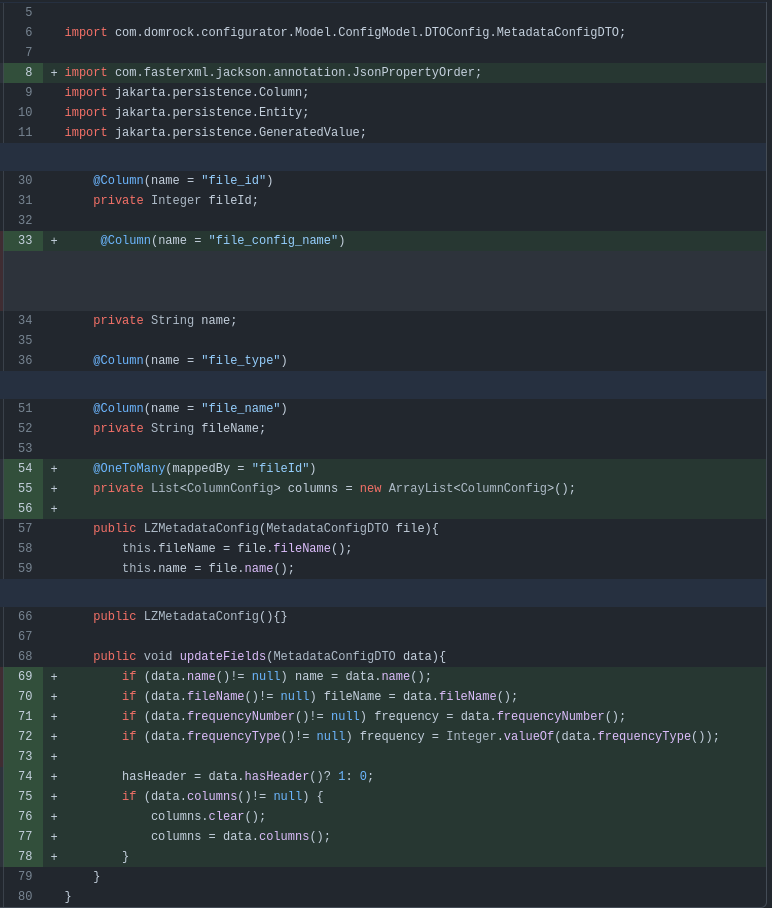 5
6 import com.domrock.configurator.Model.ConfigModel.DTOConfig.MetadataConfigDTO;
7
8 + import com.fasterxml.jackson.annotation.JsonPropertyOrder;
9 import jakarta.persistence.Column;
10 import jakarta.persistence.Entity;
11 import jakarta.persistence.GeneratedValue;
30     @Column(name = "file_id")
31     private Integer fileId;
32
33 +      @Column(name = "file_config_name")
34     private String name;
35
36     @Column(name = "file_type")
51     @Column(name = "file_name")
52     private String fileName;
53
54 +     @OneToMany(mappedBy = "fileId")
55 +     private List<ColumnConfig> columns = new ArrayList<ColumnConfig>();
56 +
57     public LZMetadataConfig(MetadataConfigDTO file){
58         this.fileName = file.fileName();
59         this.name = file.name();
66     public LZMetadataConfig(){}
67
68     public void updateFields(MetadataConfigDTO data){
69 +         if (data.name()!= null) name = data.name();
70 +         if (data.fileName()!= null) fileName = data.fileName();
71 +         if (data.frequencyNumber()!= null) frequency = data.frequencyNumber();
72 +         if (data.frequencyType()!= null) frequency = Integer.valueOf(data.frequencyType());
73 +
74 +         hasHeader = data.hasHeader()? 1: 0;
75 +         if (data.columns()!= null) {
76 +             columns.clear();
77 +             columns = data.columns();
78 +         }
79     }
80 }